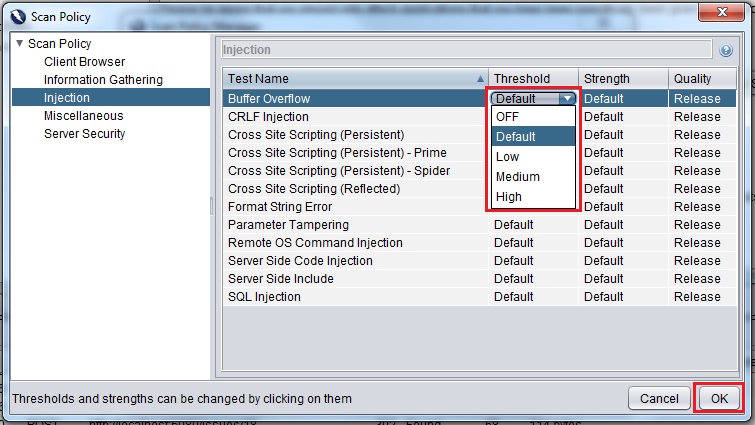 Scan Policy
Scan Policy
Client Browser
Information Gathering
Injection
Miscellaneous
Server Security
Injection
Test Name Threshold Strength Quality
Buffer Overflow Default Default Release
CRLF Injection OFF Default Release
Cross Site Scripting (Persistent) Default Default Release
Cross Site Scripting (Persistent) - Prime Low Default Release
Cross Site Scripting (Persistent) - Spider Medium Default Release
Cross Site Scripting (Reflected) High Default Release
Format String Error Default Release
Parameter Tampering Default Default Release
Remote OS Command Injection Default Default Release
Server Side Code Injection Default Default Release
Server Side Include Default Default Release
SQL Injection Default Default Release
Thresholds and strengths can be changed by clicking on them
Cancel OK